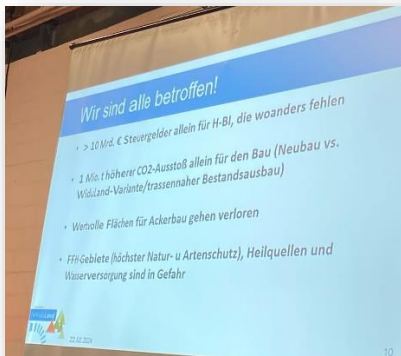 Wir sind alle betroffen!
• > 10 Mrd. € Steuergelder allein für H-BI, die woanders fehlen
• 1 Mio. t höherer CO2-Ausstoß allein für den Bau (Neubau vs.
WiduLand-Variante/trassennaher Bestandsausbau)
• Wertvolle Flächen für Ackerbau gehen verloren
• FFH-Gebiete (höchster Natur- u Artenschutz), Heilquellen und
Wasserversorgung sind in Gefahr
10